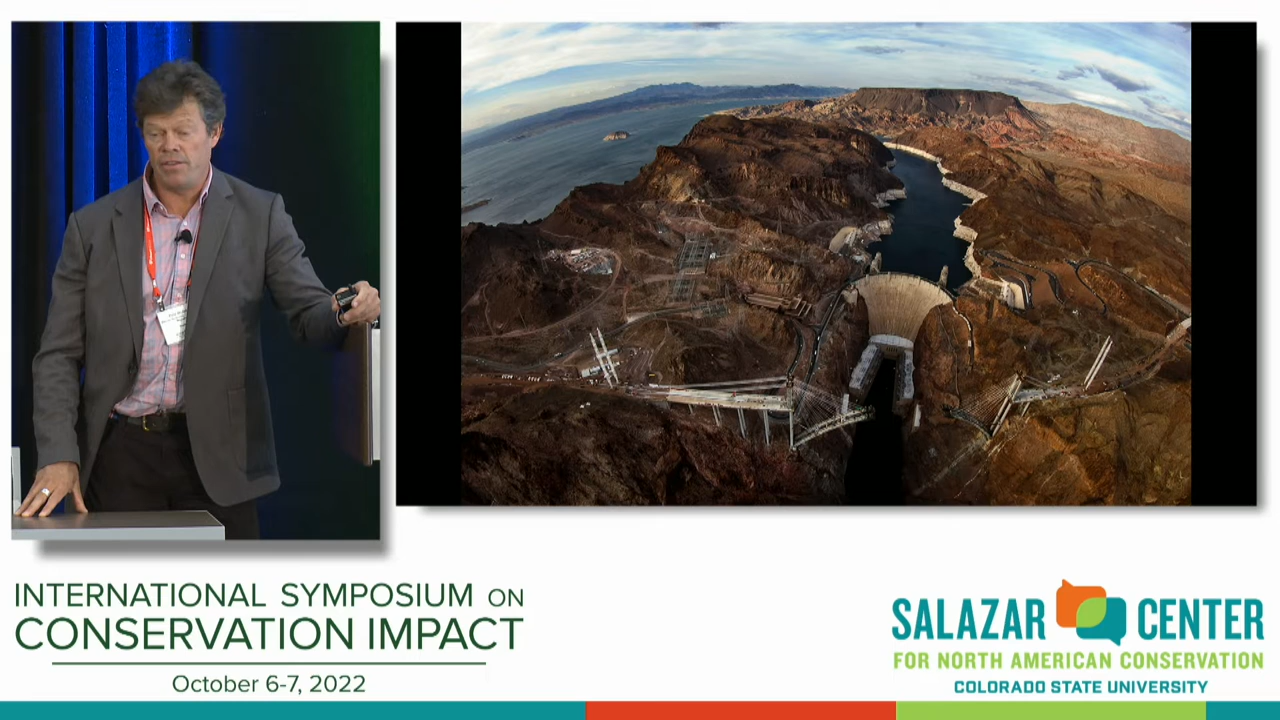 INTERNATIONAL SYMPOSIUM ON
CONSERVATION IMPACT
October 6-7, 2022
SALAZAR CENTER
FOR NORTH AMERICAN CONSERVATION
COLORADO STATE UNIVERSITY